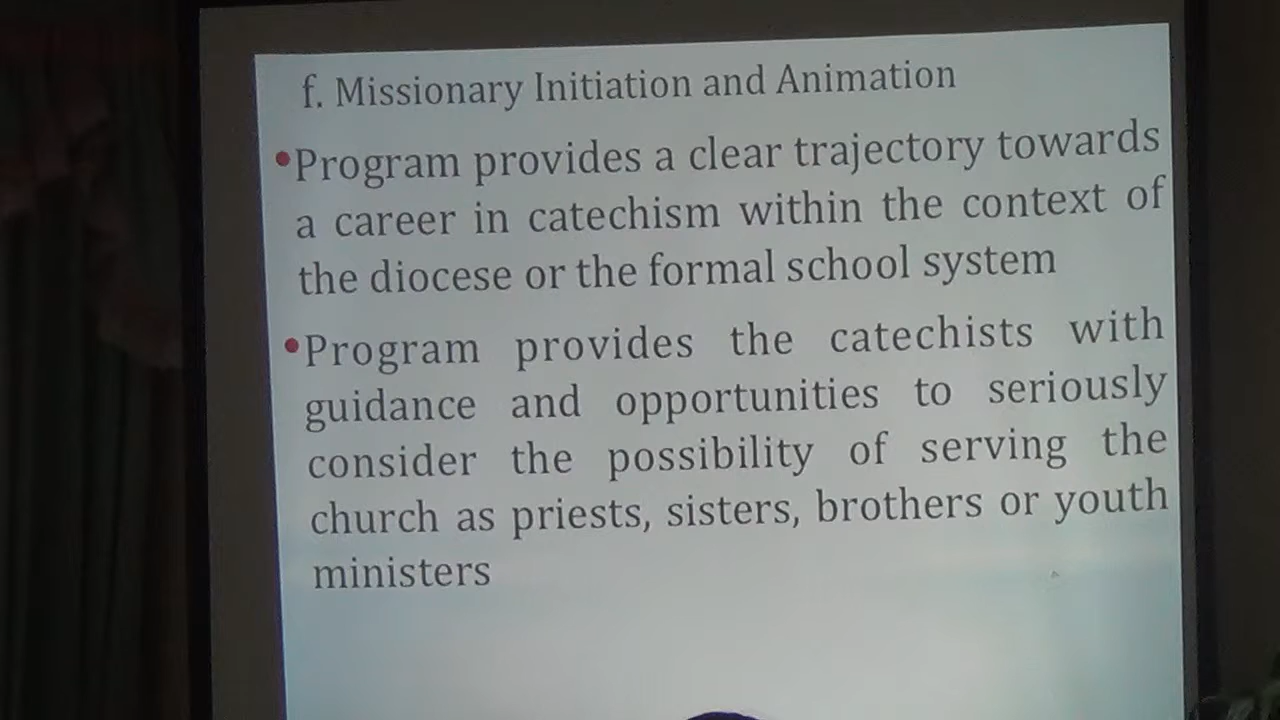 f. Missionary Initiation and Animation
•Program provides a clear trajectory towards
a career in catechism within the context of
the diocese or the formal school system
•Program provides the catechists with
guidance and opportunities to seriously
consider the possibility of serving the
church as priests, sisters, brothers or youth
ministers